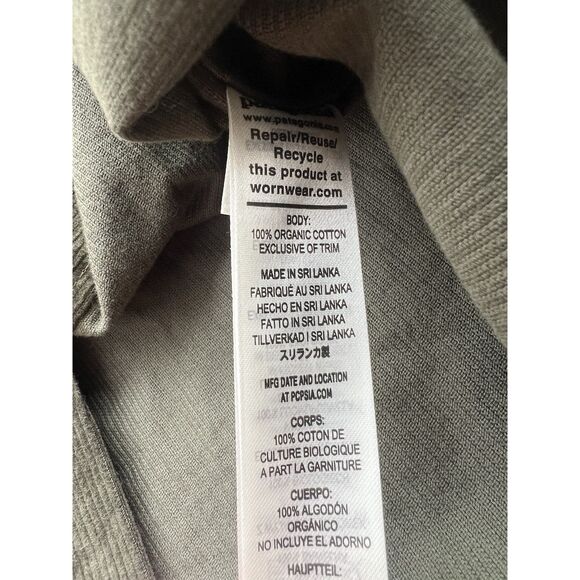 patagonia
www.patagonia.com
Repair/Reuse/
Recycle
this product at
wornwear.com
BODY:
100% ORGANIC COTTON
EXCLUSIVE OF TRIM
MADE IN SRI LANKA
FABRIQUÉ AU SRI LANKA
HECHO EN SRI LANKA
FATTO IN SRI LANKA
TILLVERKAD I SRI LANKA
スリランカ製
MFG DATE AND LOCATION
AT PCPSIA.COM
CORPS:
100% COTON DE
CULTURE BIOLOGIQUE
A PART LA GARNITURE
CUERPO:
100% ALGODÓN
ORGÁNICO
NO INCLUYE EL ADORNO
HAUPTTEIL: